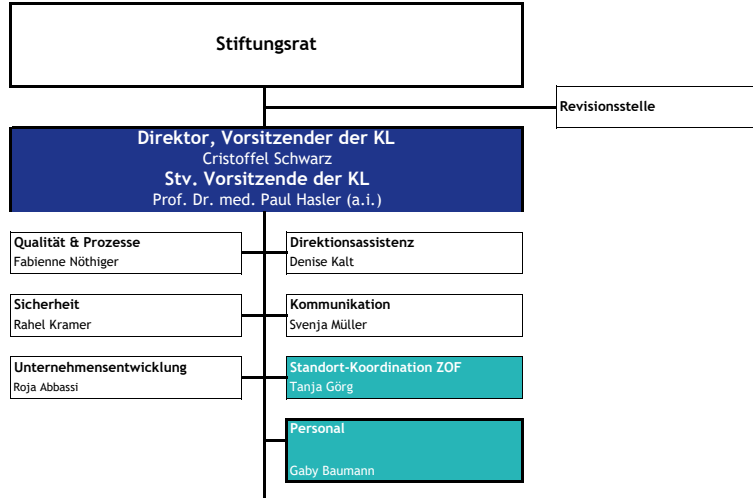 Stiftungsrat
Revisionsstelle
Direktor, Vorsitzender der KL
Cristoffel Schwarz
Stv. Vorsitzende der KL
Prof. Dr. med. Paul Hasler (a.i.)
Qualität & Prozesse
Fabienne Nöthiger
Direktionsassistenz
Denise Kalt
Sicherheit
Rahel Kramer
Kommunikation
Svenja Müller
Unternehmensentwicklung
Roja Abbassi
Standort-Koordination ZOF
Tanja Görg
Personal
Gaby Baumann